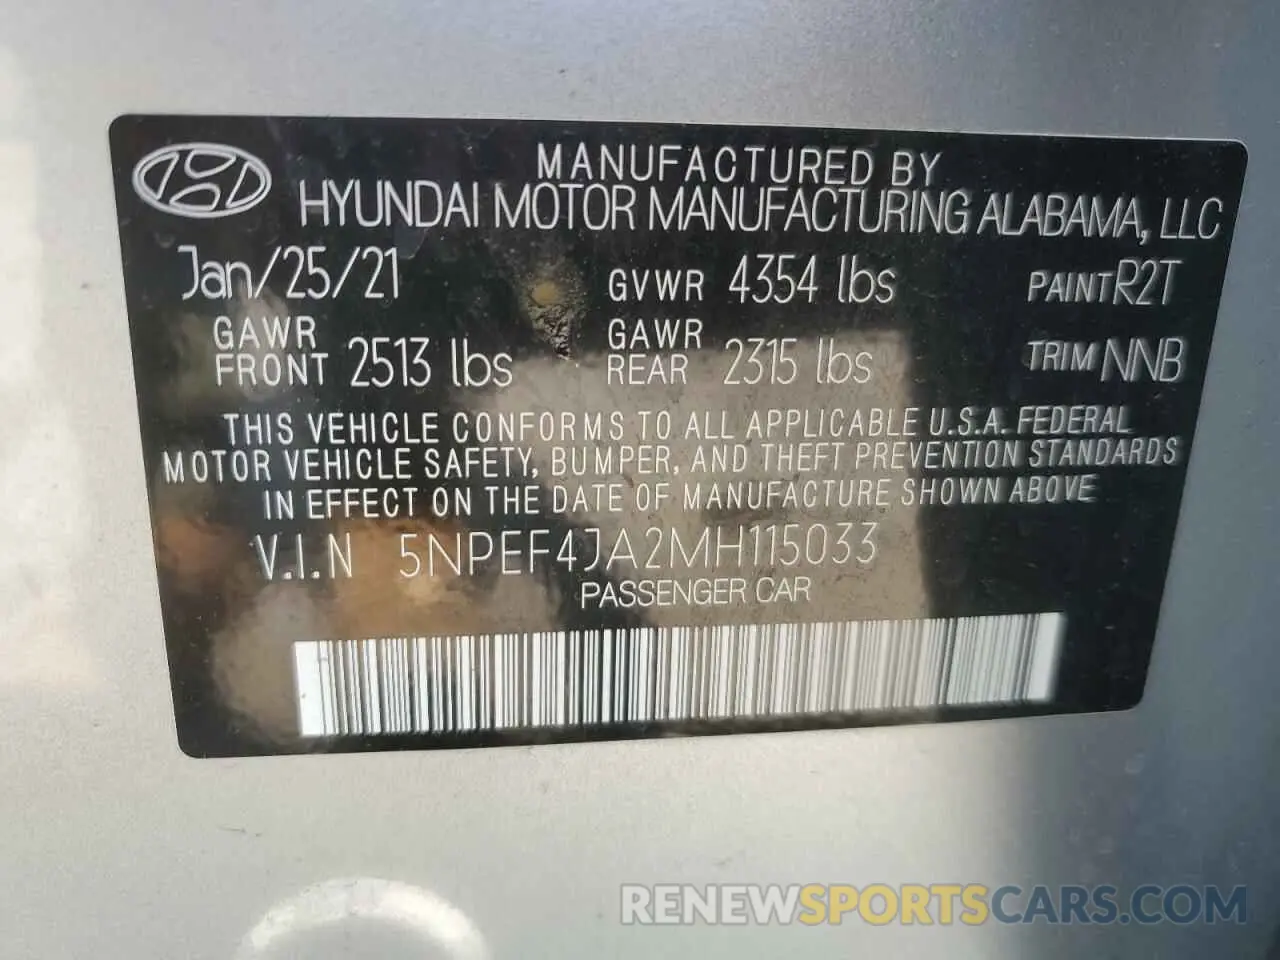 MANUFACTURED BY
HYUNDAI MOTOR MANUFACTURING ALABAMA, LLC
Jan/25/21 GVWR 4354 lbs PAINT R2T
GAWR FRONT 2513 lbs GAWR REAR 2315 lbs TRIM NNB
THIS VEHICLE CONFORMS TO ALL APPLICABLE U.S.A. FEDERAL
MOTOR VEHICLE SAFETY, BUMPER, AND THEFT PREVENTION STANDARDS
IN EFFECT ON THE DATE OF MANUFACTURE SHOWN ABOVE
V.I.N 5NPEF4JA2MH115033
PASSENGER CAR
RENEWSPORTSCARS.COM